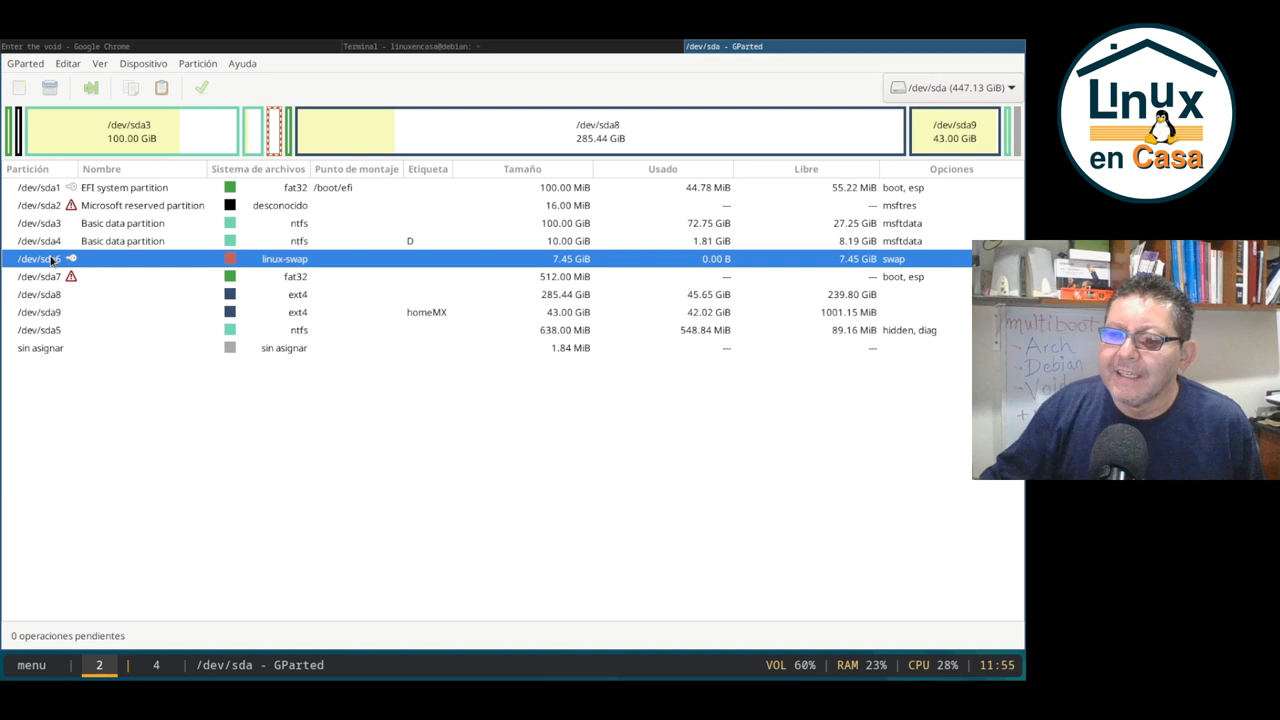 Enter the void - Google Chrome
Terminal - linuxencasa@debian: ~
/dev/sda - GParted
GParted Editar Ver Dispositivo Partición Ayuda
/dev/sda (447.13 GiB)
/dev/sda3
100.00 GiB
/dev/sda8
285.44 GiB
/dev/sda9
43.00 GiB
Partición Nombre Sistema de archivos Punto de montaje Etiqueta Tamaño Usado Libre Opciones
/dev/sda1 EFI system partition fat32 /boot/efi 100.00 MiB 44.78 MiB 55.22 MiB boot, esp
/dev/sda2 Microsoft reserved partition desconocido 16.00 MiB --- --- msftres
/dev/sda3 Basic data partition ntfs 100.00 GiB 72.75 GiB 27.25 GiB msftdata
/dev/sda4 Basic data partition ntfs D 10.00 GiB 1.81 GiB 8.19 GiB msftdata
/dev/sda6 linux-swap 7.45 GiB 0.00 B 7.45 GiB swap
/dev/sda7 fat32 512.00 MiB --- --- boot, esp
/dev/sda8 ext4 285.44 GiB 45.65 GiB 239.80 GiB
/dev/sda9 ext4 homeMX 43.00 GiB 42.02 GiB 1001.15 MiB
/dev/sda5 ntfs 638.00 MiB 548.84 MiB 89.16 MiB hidden, diag
sin asignar sin asignar 1.84 MiB --- ---
0 operaciones pendientes
menu | 2 | 4 | /dev/sda - GParted VOL 60% | RAM 23% | CPU 28% | 11:55
Linux
en Casa
multiboot
- Arch
- Debian
- Void
+